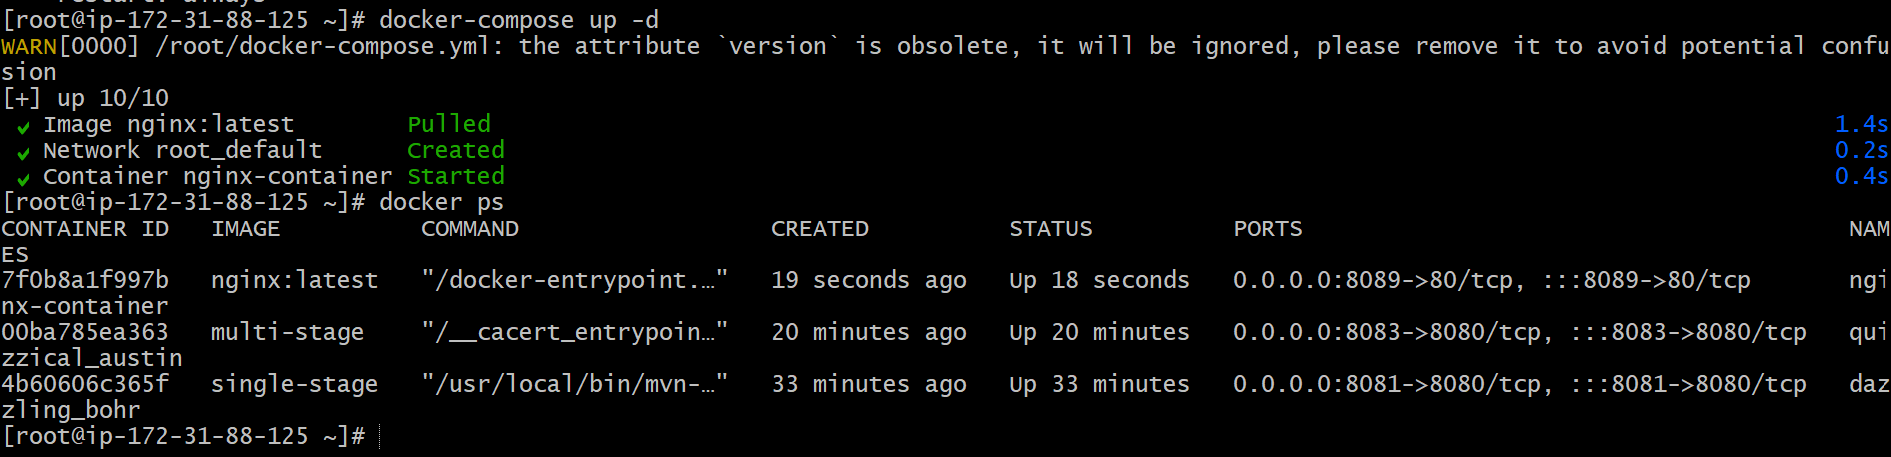 restart: always
[root@ip-172-31-88-125 ~]# docker-compose up -d
WARN[0000] /root/docker-compose.yml: the attribute `version` is obsolete, it will be ignored, please remove it to avoid potential confu
sion
[+] up 10/10
✔ Image nginx:latest Pulled 1.4s
✔ Network root_default Created 0.2s
✔ Container nginx-container Started 0.4s
[root@ip-172-31-88-125 ~]# docker ps
CONTAINER ID IMAGE COMMAND CREATED STATUS PORTS NAM
ES
7f0b8a1f997b nginx:latest "/docker-entrypoint.…" 19 seconds ago Up 18 seconds 0.0.0.0:8089->80/tcp, :::8089->80/tcp ngi
nx-container
00ba785ea363 multi-stage "/__cacert_entrypoin…" 20 minutes ago Up 20 minutes 0.0.0.0:8083->8080/tcp, :::8083->8080/tcp qui
zzical_austin
4b60606c365f single-stage "/usr/local/bin/mvn-…" 33 minutes ago Up 33 minutes 0.0.0.0:8081->8080/tcp, :::8081->8080/tcp daz
zling_bohr
[root@ip-172-31-88-125 ~]#